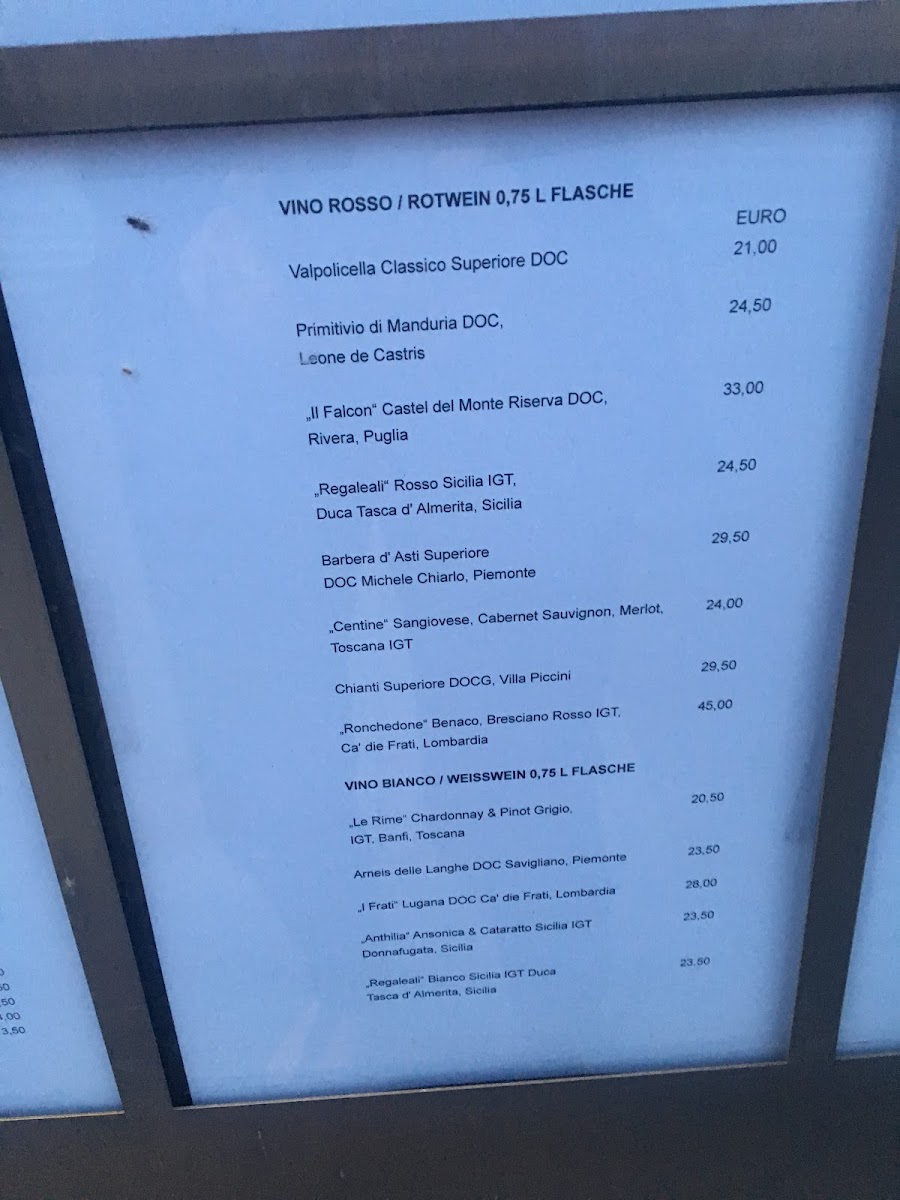 VINO ROSSO / ROTWEIN 0,75 L FLASCHE
EURO
Valpolicella Classico Superiore DOC 21,00
Primitivio di Manduria DOC, 24,50
Leone de Castris
„Il Falcon“ Castel del Monte Riserva DOC, 33,00
Rivera, Puglia
„Regaleali“ Rosso Sicilia IGT, 24,50
Duca Tasca d' Almerita, Sicilia
Barbera d' Asti Superiore 29,50
DOC Michele Chiarlo, Piemonte
„Centine“ Sangiovese, Cabernet Sauvignon, Merlot, 24,00
Toscana IGT
Chianti Superiore DOCG, Villa Piccini 29,50
„Ronchedone“ Benaco, Bresciano Rosso IGT, 45,00
Ca' die Frati, Lombardia
VINO BIANCO / WEISSWEIN 0,75 L FLASCHE
„Le Rime“ Chardonnay & Pinot Grigio, 20,50
IGT, Banfi, Toscana
Arneis delle Langhe DOC Savigliano, Piemonte 23,50
„I Frati“ Lugana DOC Ca' die Frati, Lombardia 28,00
„Anthilia“ Ansonica & Cataratto Sicilia IGT 23,50
Donnafugata, Sicilia
„Regaleali“ Bianco Sicilia IGT Duca 23,50
Tasca d' Almerita, Sicilia
,50
3,50